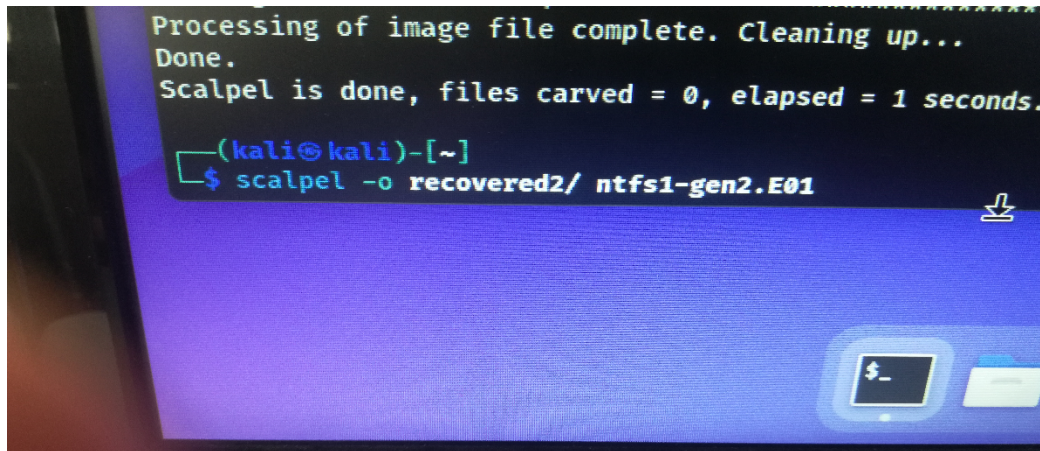 Processing of image file complete. Cleaning up...
Done.
Scalpel is done, files carved = 0, elapsed = 1 seconds.
┌──(kali㉿kali)-[~]
└─$ scalpel -o recovered2/ ntfs1-gen2.E01
$_